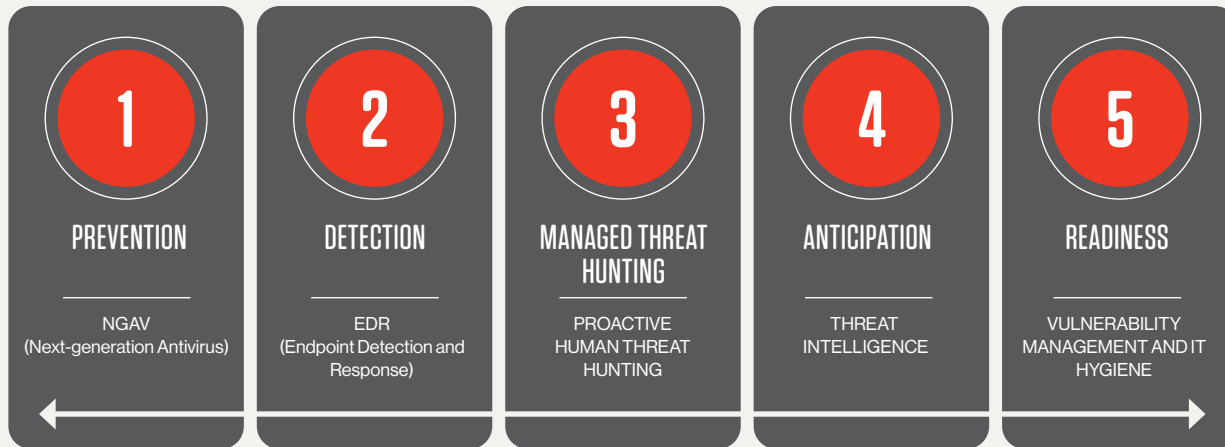 1
PREVENTION
NGAV
(Next-generation Antivirus)
2
DETECTION
EDR
(Endpoint Detection and
Response)
3
MANAGED THREAT
HUNTING
PROACTIVE
HUMAN THREAT
HUNTING
4
ANTICIPATION
THREAT
INTELLIGENCE
5
READINESS
VULNERABILITY
MANAGEMENT AND IT
HYGIENE